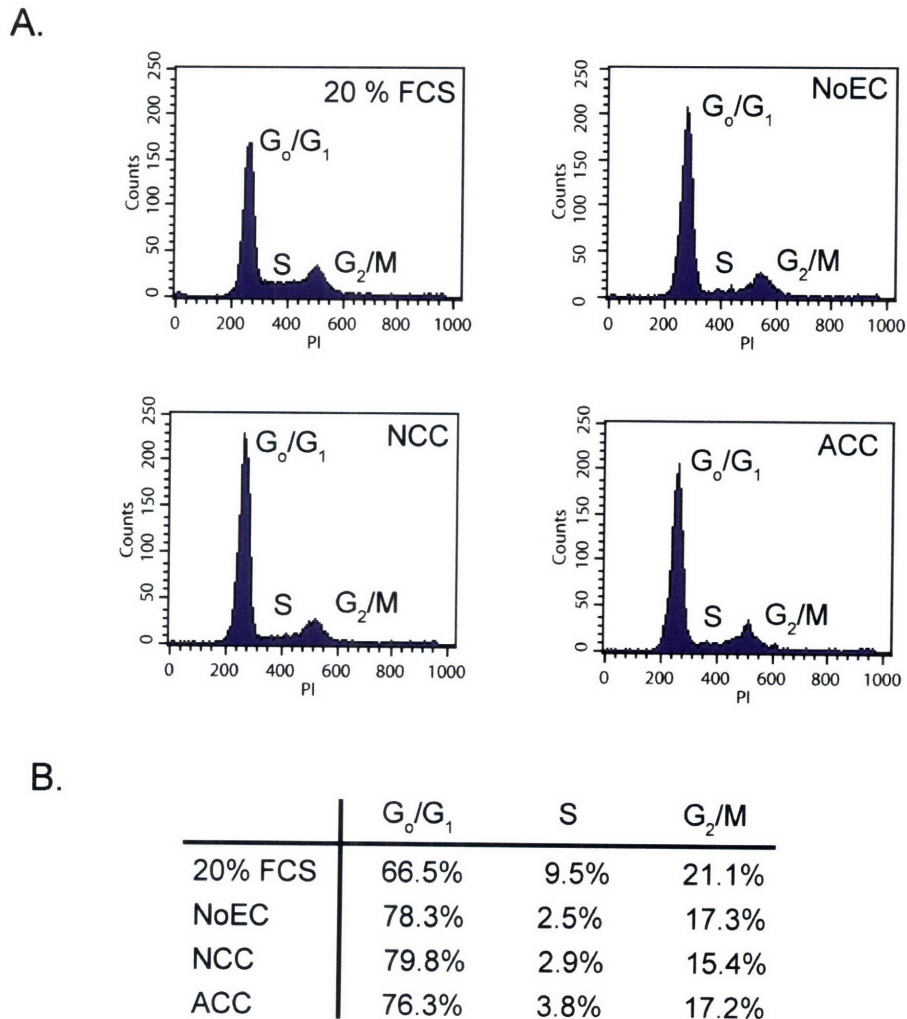 A.
20 % FCS
G₀/G₁
S
G₂/M
Counts
250
200
150
100
50
0
0 200 400 600 800 1000
PI
NoEC
G₀/G₁
S
G₂/M
Counts
250
200
150
100
50
0
0 200 400 600 800 1000
PI
NCC
G₀/G₁
S
G₂/M
Counts
250
200
150
100
50
0
0 200 400 600 800 1000
PI
ACC
G₀/G₁
S
G₂/M
Counts
250
200
150
100
50
0
0 200 400 600 800 1000
PI
B.
G₀/G₁ S G₂/M
20% FCS 66.5% 9.5% 21.1%
NoEC 78.3% 2.5% 17.3%
NCC 79.8% 2.9% 15.4%
ACC 76.3% 3.8% 17.2%